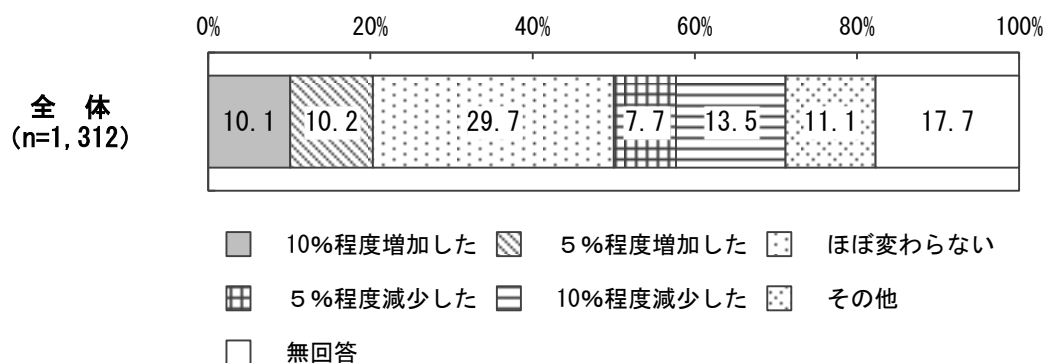 0% 20% 40% 60% 80% 100%
全 体
(n=1,312)
10.1 10.2 29.7 7.7 13.5 11.1 17.7
10%程度増加した ５%程度増加した ほぼ変わらない
５%程度減少した 10%程度減少した その他
無回答